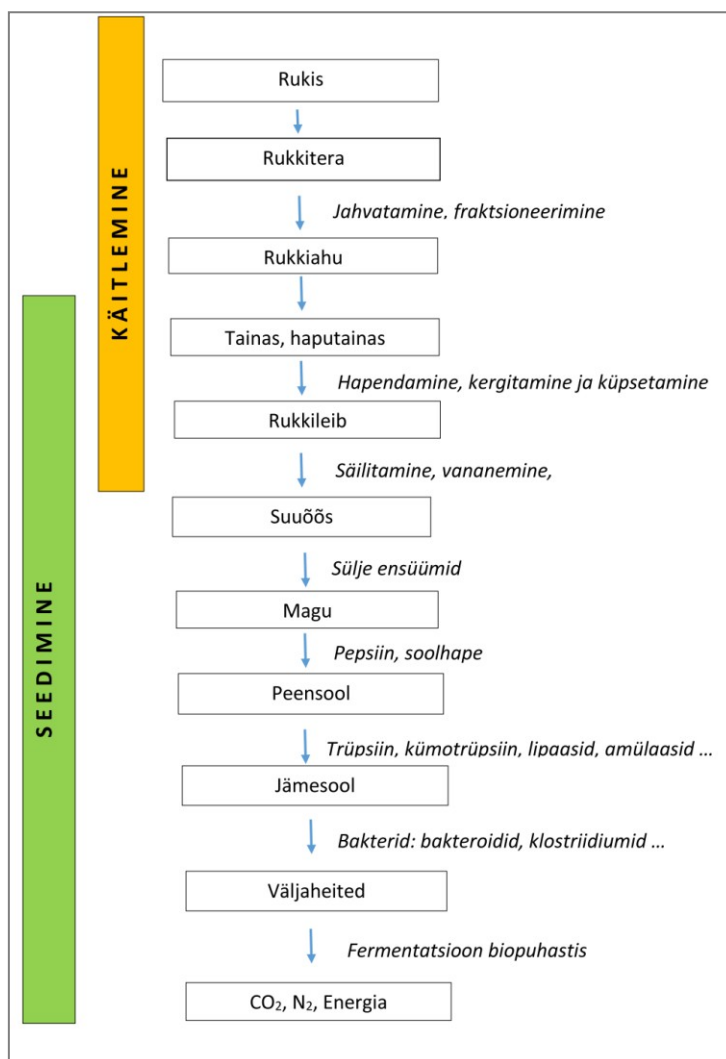 KÄITLEMINE
SEEDIMINE
Rukis
Rukkitera
Jahvatamine, fraktsioneerimine
Rukkiahu
Tainas, haputainas
Hapendamine, kergitamine ja küpsetamine
Rukkileib
Säilitamine, vananemine,
Suuõõs
Sülje ensüümid
Magu
Pepsiin, soolhape
Peensool
Trüpsiin, kümotrüpsiin, lipaasid, amülaasid ...
Jämesool
Bakterid: bakteroidid, klostriidiumid ...
Väljaheited
Fermentatsioon biopuhastis
CO₂, N₂, Energia